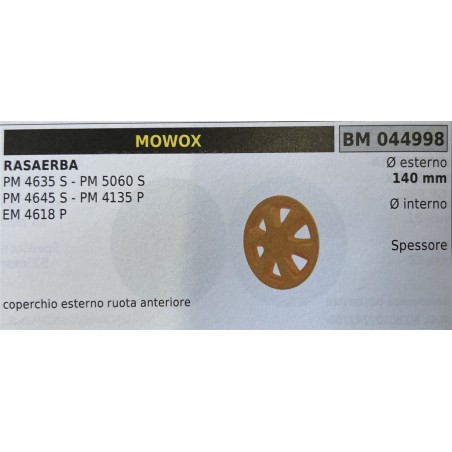 MOWOX
BM 044998
RASAERBA
PM 4635 S - PM 5060 S
PM 4645 S - PM 4135 P
EM 4618 P
Ø esterno
140 mm
Ø interno
Spessore
coperchio esterno ruota anteriore